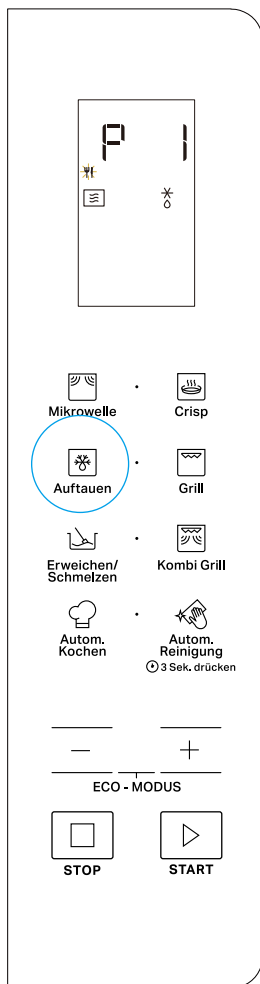 P 1
Mikrowelle
Crisp
Auftauen
Grill
Erweichen/
Schmelzen
Kombi Grill
Autom.
Kochen
Autom.
Reinigung
3 Sek. drücken
− +
ECO - MODUS
STOP
START